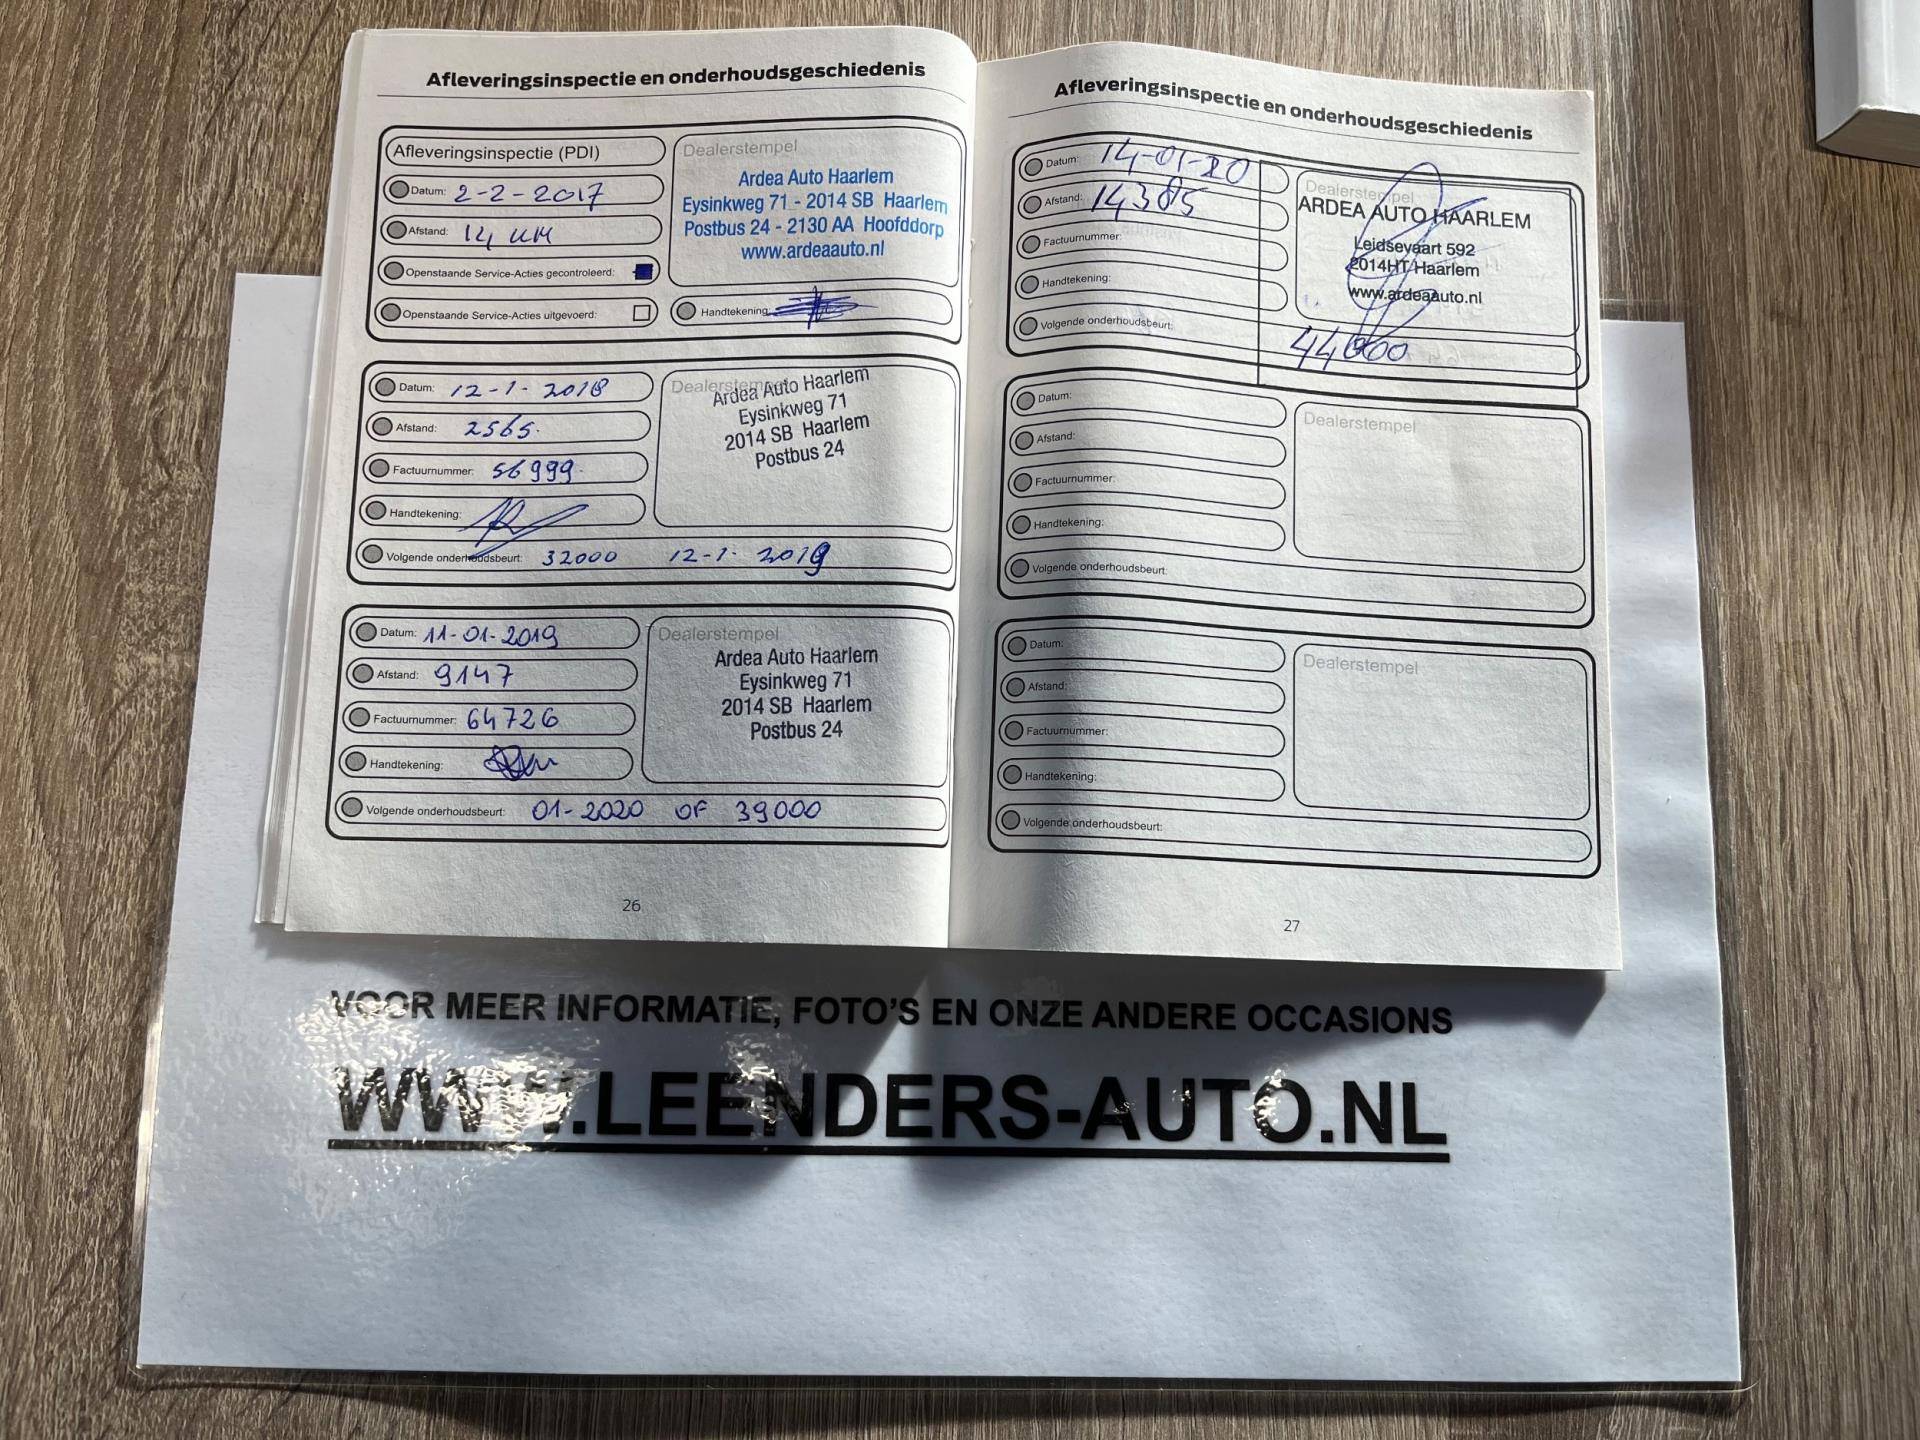 Afleveringsinspectie en onderhoudsgeschiedenis
Afleveringsinspectie (PDI)
Datum: 2-2-2017
Afstand: 14 KM
Openstaande Service-Acties gecontroleerd:
Openstaande Service-Acties uitgevoerd:
Dealerstempel
Ardea Auto Haarlem
Eysinkweg 71 - 2014 SB Haarlem
Postbus 24 - 2130 AA Hoofddorp
www.ardeaauto.nl
Handtekening:
Datum: 12-1-2018
Afstand: 2565.
Factuurnummer: 56999.
Handtekening:
Dealerstempel
Ardea Auto Haarlem
Eysinkweg 71
2014 SB Haarlem
Postbus 24
Volgende onderhoudsbeurt: 32000 12-1-2019
Datum: 11-01-2019
Afstand: 9147
Factuurnummer: 64726
Handtekening:
Dealerstempel
Ardea Auto Haarlem
Eysinkweg 71
2014 SB Haarlem
Postbus 24
Volgende onderhoudsbeurt: 01-2020 OF 39000
26
Afleveringsinspectie en onderhoudsgeschiedenis
Datum: 14-01-20
Afstand: 14385
Factuurnummer:
Handtekening:
Volgende onderhoudsbeurt: 44000
Dealerstempel
ARDEA AUTO HAARLEM
Leidsevaart 592
2014HT Haarlem
www.ardeaauto.nl
Datum:
Afstand:
Factuurnummer:
Handtekening:
Volgende onderhoudsbeurt:
Dealerstempel
Datum:
Afstand:
Factuurnummer:
Handtekening:
Volgende onderhoudsbeurt:
Dealerstempel
27
VOOR MEER INFORMATIE, FOTO'S EN ONZE ANDERE OCCASIONS
WWW.LEENDERS-AUTO.NL